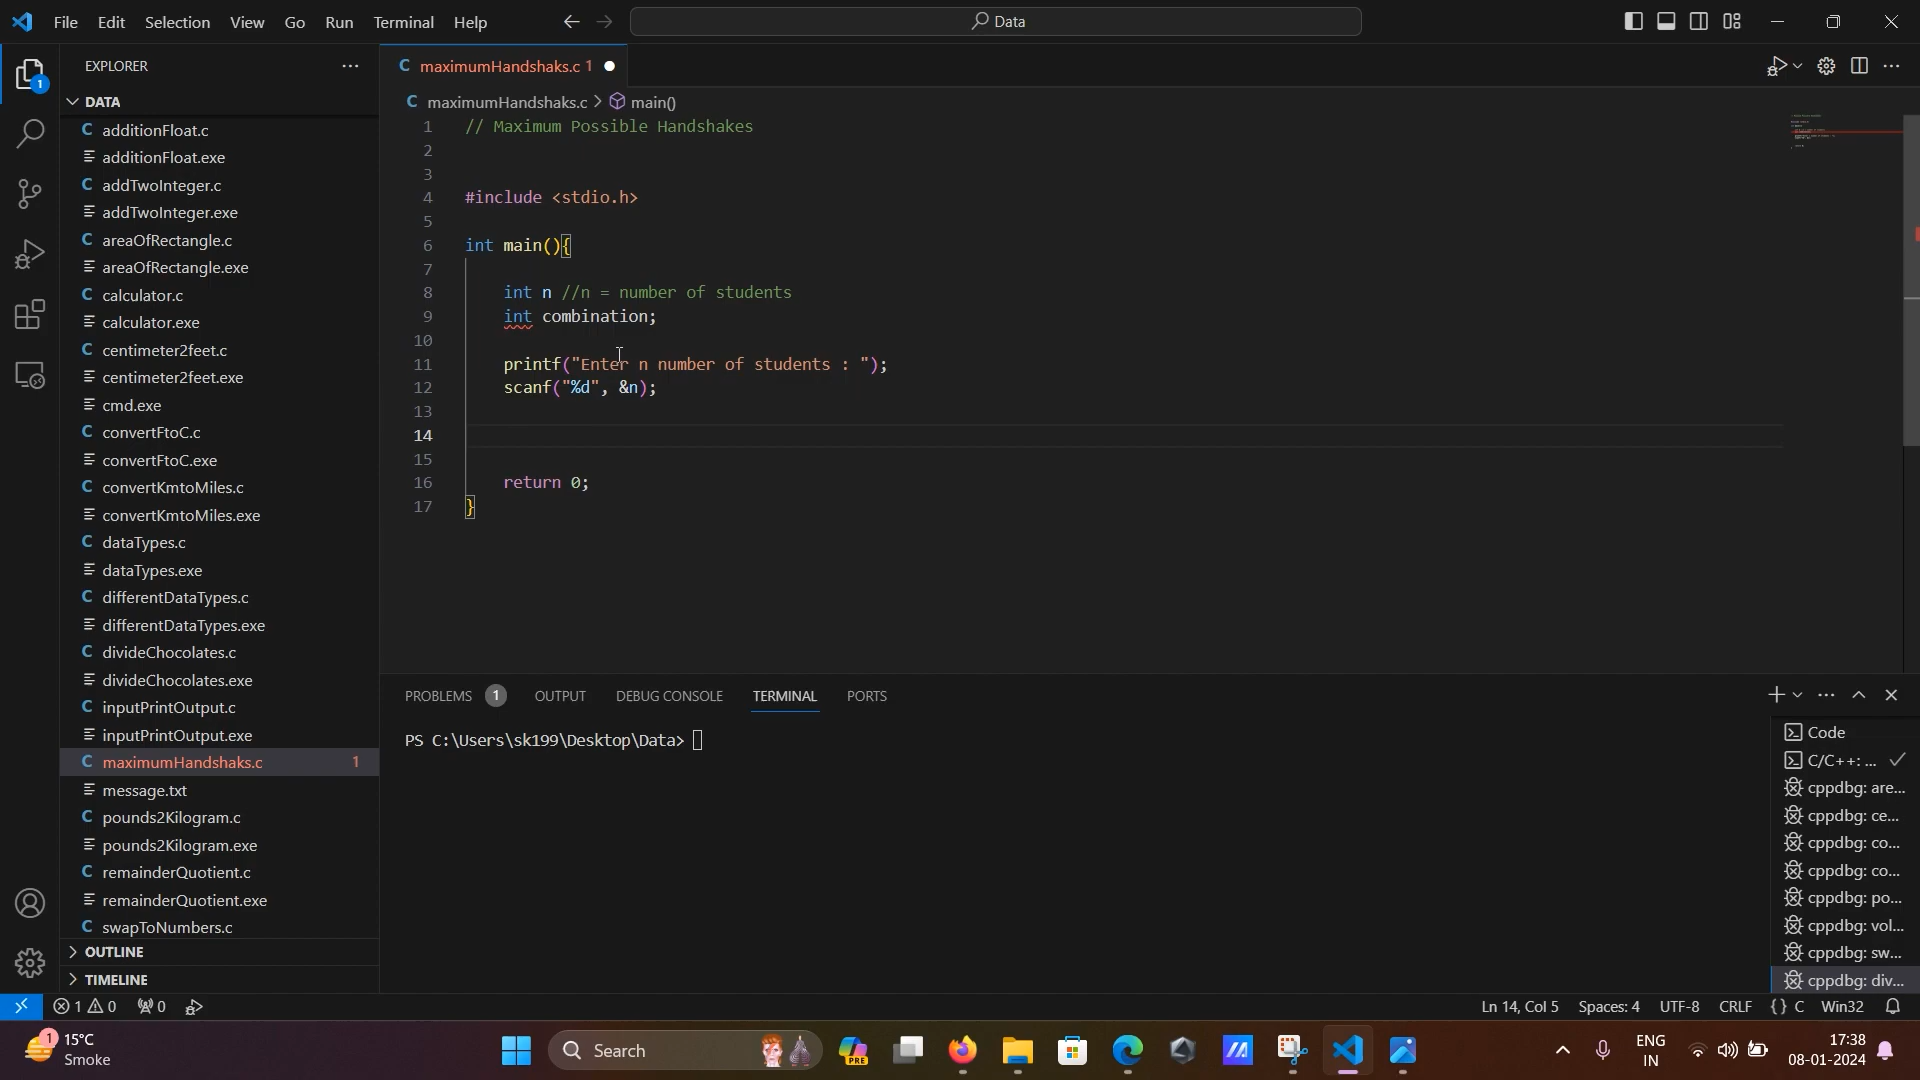 File Edit Selection View Go Run Terminal Help
Data
EXPLORER
DATA
additionFloat.c
additionFloat.exe
addTwoInteger.c
addTwoInteger.exe
areaOfRectangle.c
areaOfRectangle.exe
calculator.c
calculator.exe
centimeter2feet.c
centimeter2feet.exe
cmd.exe
convertFtoC.c
convertFtoC.exe
convertKmtoMiles.c
convertKmtoMiles.exe
dataTypes.c
dataTypes.exe
differentDataTypes.c
differentDataTypes.exe
divideChocolates.c
divideChocolates.exe
inputPrintOutput.c
inputPrintOutput.exe
maximumHandshaks.c 1
message.txt
pounds2Kilogram.c
pounds2Kilogram.exe
remainderQuotient.c
remainderQuotient.exe
swapToNumbers.c
OUTLINE
TIMELINE
C maximumHandshaks.c 1
C maximumHandshaks.c > main()
1 // Maximum Possible Handshakes
2
3
4 #include <stdio.h>
5
6 int main(){
7
8 int n //n = number of students
9 int combination;
10
11 printf("Enter n number of students : ");
12 scanf("%d", &n);
13
14
15
16 return 0;
17 }
PROBLEMS 1 OUTPUT DEBUG CONSOLE TERMINAL PORTS
PS C:\Users\sk199\Desktop\Data>
Code
C/C++: ...
cppdbg: are...
cppdbg: ce...
cppdbg: co...
cppdbg: co...
cppdbg: po...
cppdbg: vol...
cppdbg: sw...
cppdbg: div...
1 0 0 Ln 14, Col 5 Spaces: 4 UTF-8 CRLF {} C Win32
15°C
Smoke
Search
PRE
ENG
IN
17:38
08-01-2024